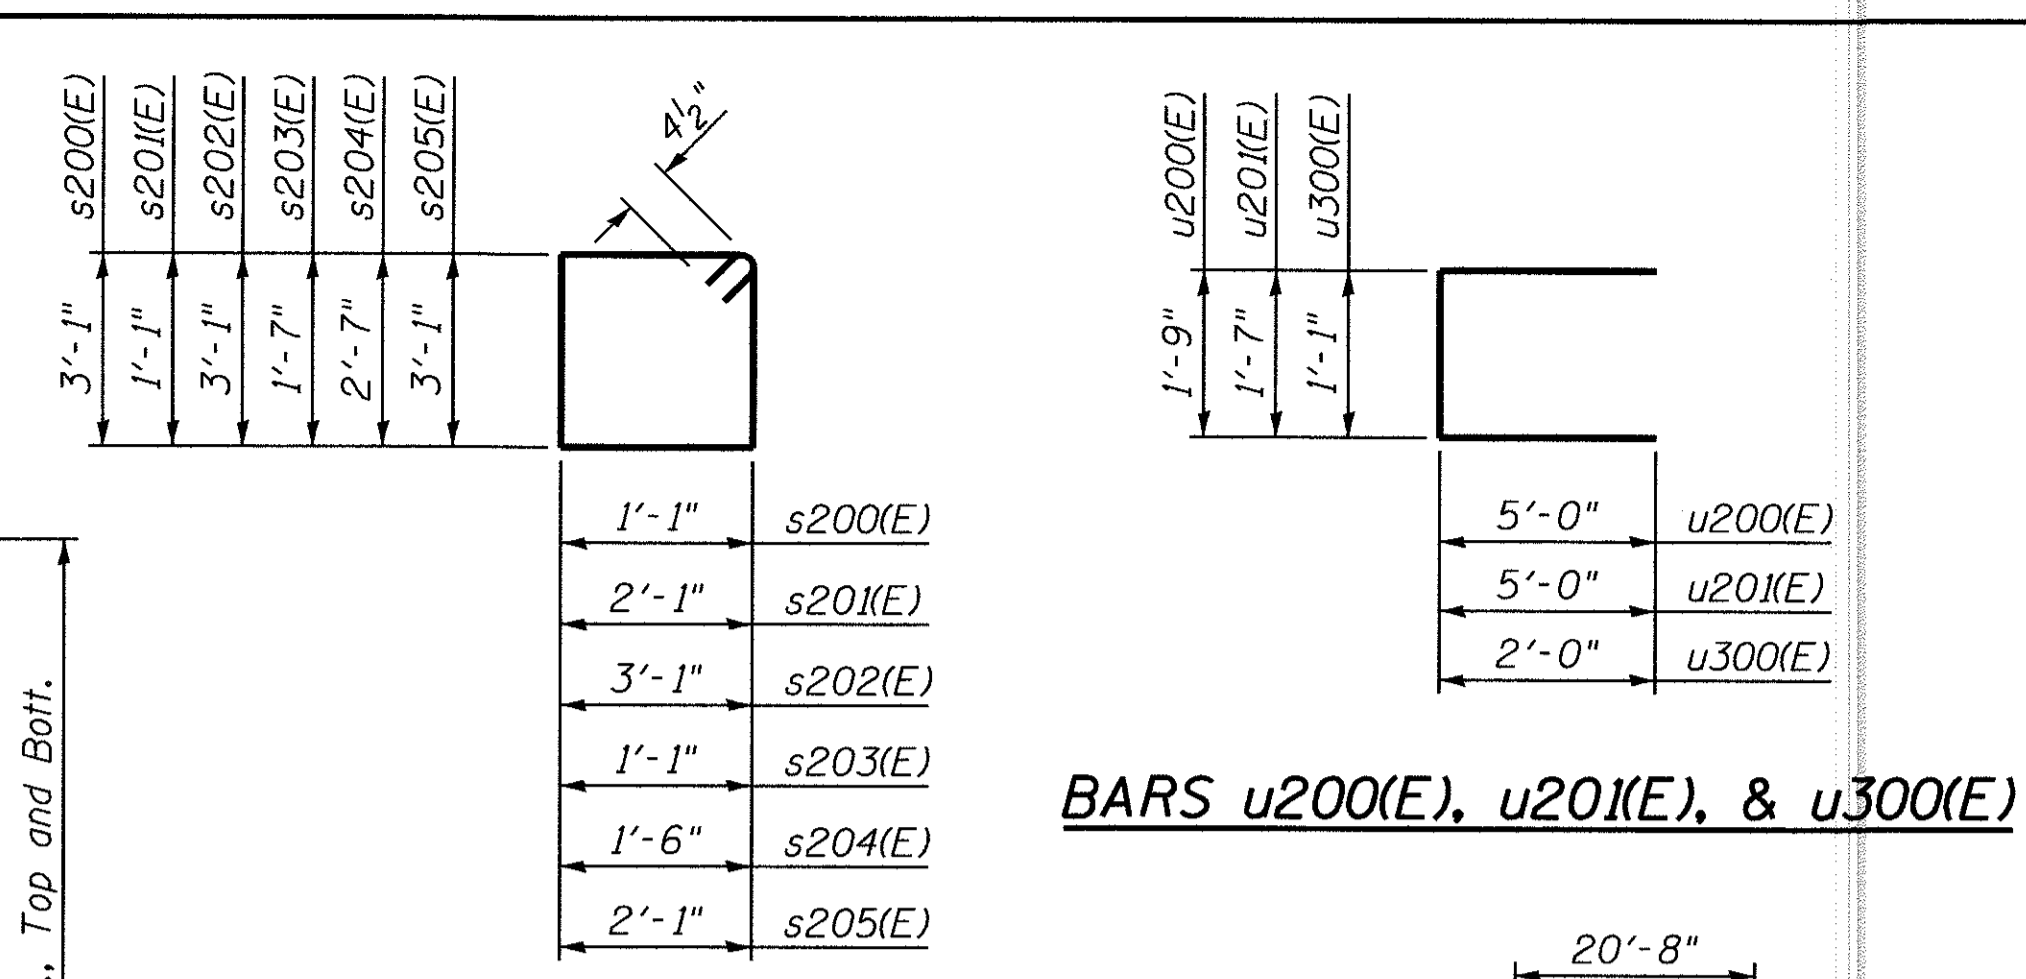 s200(E)
s201(E)
s202(E)
s203(E)
s204(E)
s205(E)
3'-1"
1'-1"
3'-1"
1'-7"
2'-7"
3'-1"
4½"
1'-1" s200(E)
2'-1" s201(E)
3'-1" s202(E)
1'-1" s203(E)
1'-6" s204(E)
2'-1" s205(E)
u200(E)
u201(E)
u300(E)
1'-9"
1'-7"
1'-1"
5'-0" u200(E)
5'-0" u201(E)
2'-0" u300(E)
BARS u200(E), u201(E), & u300(E)
20'-8"
., Top and Bott.